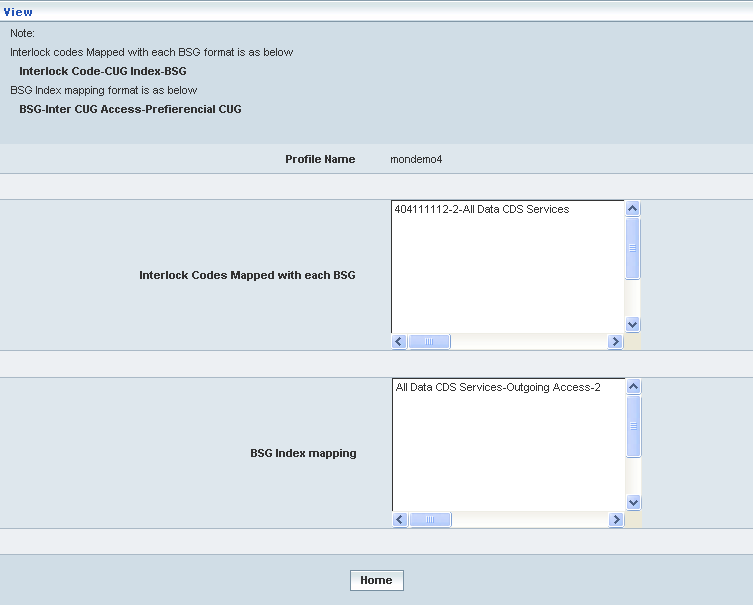 View
Note:
Interlock codes Mapped with each BSG format is as below
Interlock Code-CUG Index-BSG
BSG Index mapping format is as below
BSG-Inter CUG Access-Prefierencial CUG
Profile Name mondemo4
404111112-2-All Data CDS Services
Interlock Codes Mapped with each BSG
All Data CDS Services-Outgoing Access-2
BSG Index mapping
Home